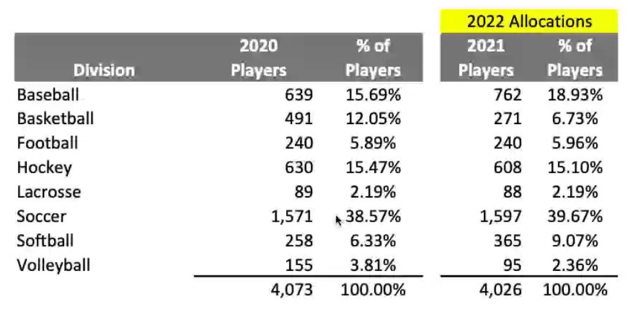 2022 Allocations
2020 % of 2021 % of
Division Players Players Players Players
Baseball 639 15.69% 762 18.93%
Basketball 491 12.05% 271 6.73%
Football 240 5.89% 240 5.96%
Hockey 630 15.47% 608 15.10%
Lacrosse 89 2.19% 88 2.19%
Soccer 1,571 38.57% 1,597 39.67%
Softball 258 6.33% 365 9.07%
Volleyball 155 3.81% 95 2.36%
4,073 100.00% 4,026 100.00%